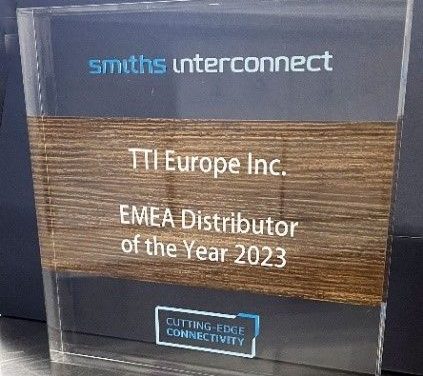 smiths interconnect
TTI Europe Inc.
EMEA Distributor
of the Year 2023
CUTTING-EDGE
CONNECTIVITY